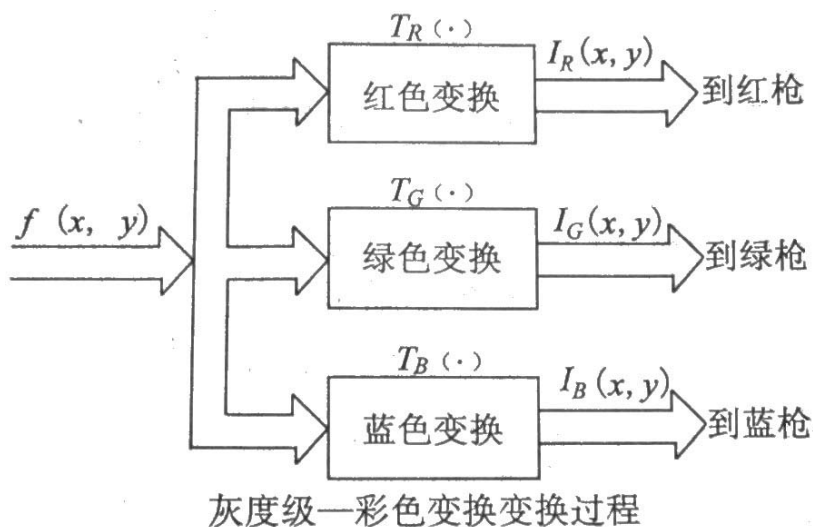 T_R（·）
I_R(x, y)
红色变换
到红枪
T_G（·）
f (x, y)
I_G(x, y)
绿色变换
到绿枪
T_B（·）
I_B(x, y)
蓝色变换
到蓝枪
灰度级—彩色变换变换过程